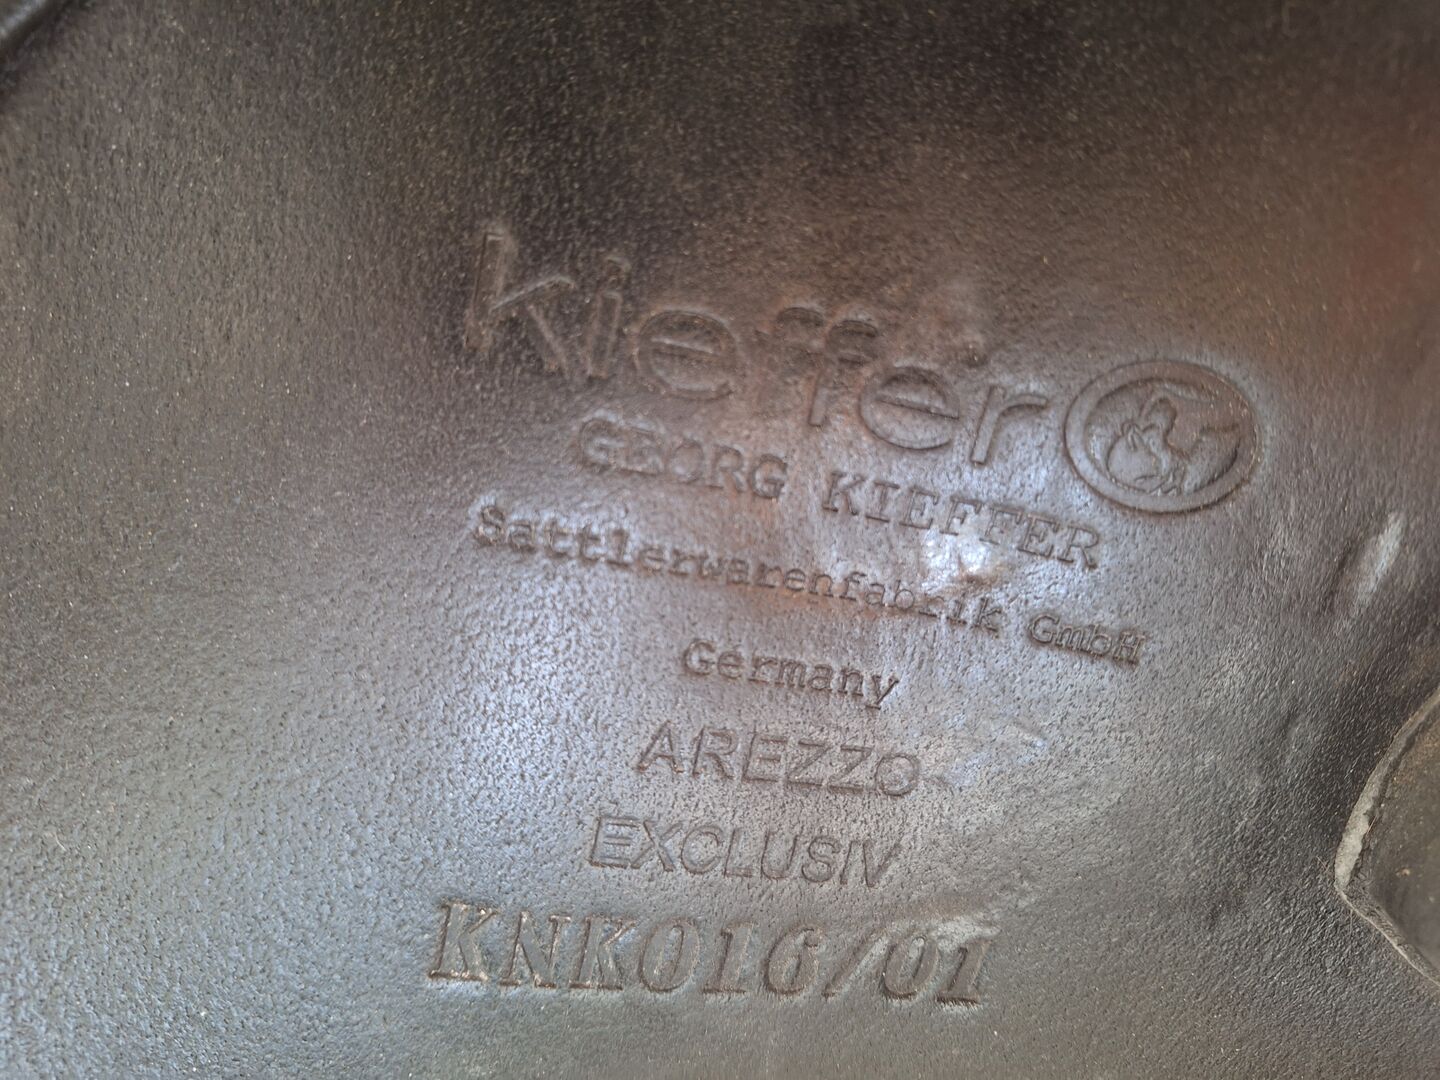 kieffer
GEORG KIEFFER
Sattlerwarenfabrik GmbH
Germany
AREZZO
EXCLUSIV
KNK016/01